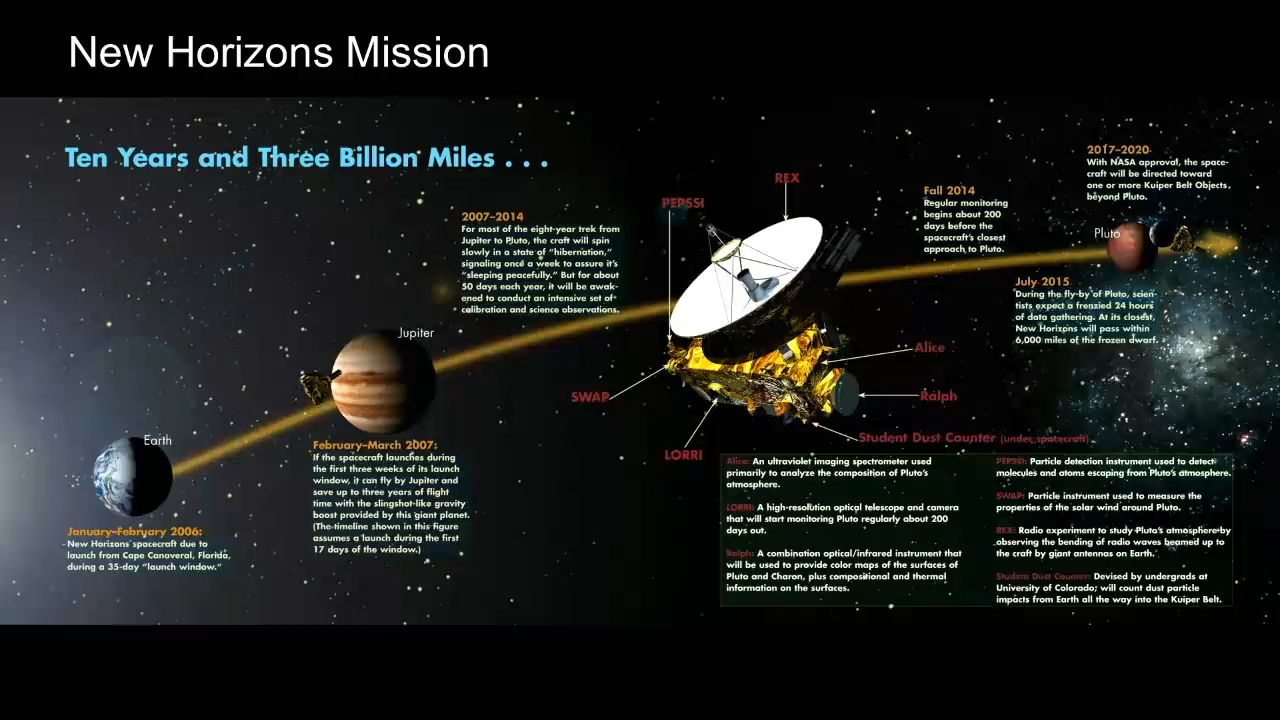 New Horizons Mission
Ten Years and Three Billion Miles . . .
Earth
January–February 2006:
New Horizons spacecraft due to
launch from Cape Canaveral, Florida,
during a 35-day “launch window.”
Jupiter
February–March 2007:
If the spacecraft launches during
the first three weeks of its launch
window, it can fly by Jupiter and
save up to three years of flight
time with the slingshot-like gravity
boost provided by this giant planet.
(The timeline shown in this figure
assumes a launch during the first
17 days of the window.)
2007–2014
For most of the eight-year trek from
Jupiter to Pluto, the craft will spin
slowly in a state of “hibernation,”
signaling once a week to assure it’s
“sleeping peacefully.” But for about
50 days each year, it will be awak-
ened to conduct an intensive set of
calibration and science observations.
PEPSSI
REX
SWAP
LORRI
Alice
Ralph
Student Dust Counter (under spacecraft)
Fall 2014
Regular monitoring
begins about 200
days before the
spacecraft’s closest
approach to Pluto.
2017–2020
With NASA approval, the space-
craft will be directed toward
one or more Kuiper Belt Objects
beyond Pluto.
Pluto
July 2015
During the fly-by of Pluto, scien-
tists expect a frenzied 24 hours
of data gathering. At its closest,
New Horizons will pass within
6,000 miles of the frozen dwarf.
Alice: An ultraviolet imaging spectrometer used
primarily to analyze the composition of Pluto’s
atmosphere.
LORRI: A high-resolution optical telescope and camera
that will start monitoring Pluto regularly about 200
days out.
Ralph: A combination optical/infrared instrument that
will be used to provide color maps of the surfaces of
Pluto and Charon, plus compositional and thermal
information on the surfaces.
PEPSSI: Particle detection instrument used to detect
molecules and atoms escaping from Pluto’s atmosphere.
SWAP: Particle instrument used to measure the
properties of the solar wind around Pluto.
REX: Radio experiment to study Pluto’s atmosphere by
observing the bending of radio waves beamed up to
the craft by giant antennas on Earth.
Student Dust Counter: Devised by undergrads at
University of Colorado; will count dust particle
impacts from Earth all the way into the Kuiper Belt.